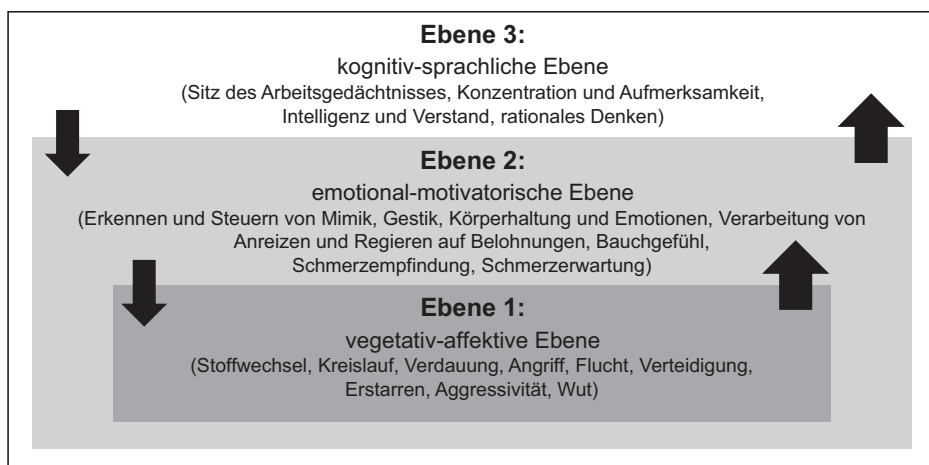 Ebene 3:
kognitiv-sprachliche Ebene
(Sitz des Arbeitsgedächtnisses, Konzentration und Aufmerksamkeit,
Intelligenz und Verstand, rationales Denken)
Ebene 2:
emotional-motivatorische Ebene
(Erkennen und Steuern von Mimik, Gestik, Körperhaltung und Emotionen, Verarbeitung von
Anreizen und Regieren auf Belohnungen, Bauchgefühl,
Schmerzempfindung, Schmerzerwartung)
Ebene 1:
vegetativ-affektive Ebene
(Stoffwechsel, Kreislauf, Verdauung, Angriff, Flucht, Verteidigung,
Erstarren, Aggressivität, Wut)